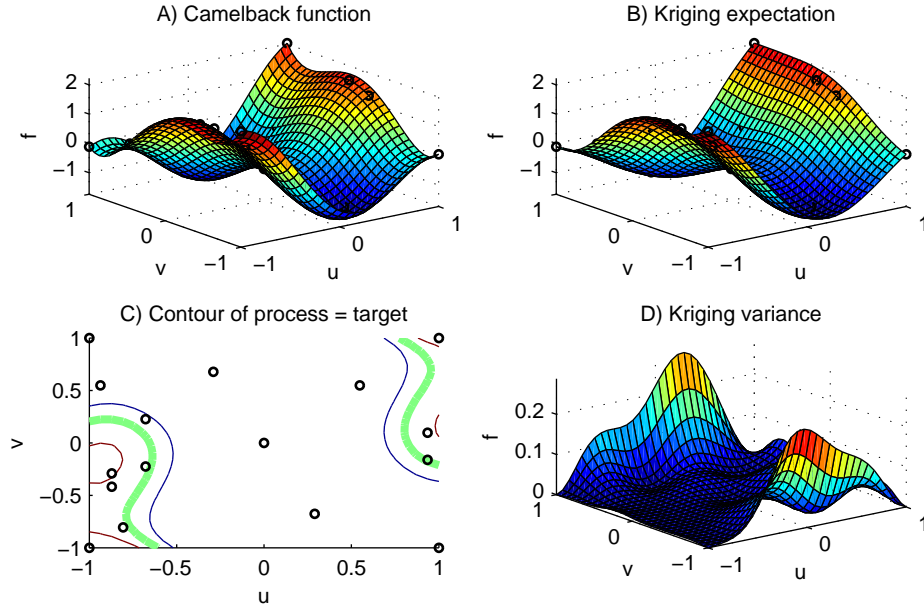 A) Camelback function
2
1
0
−1
f
1
0
−1
v
−1
0
1
u
B) Kriging expectation
2
1
0
−1
f
1
0
−1
v
−1
0
1
u
C) Contour of process = target
1
0.5
0
−0.5
−1
v
−1
−0.5
0
0.5
1
u
D) Kriging variance
0.2
0.1
0
f
1
0
−1
v
−1
0
1
u